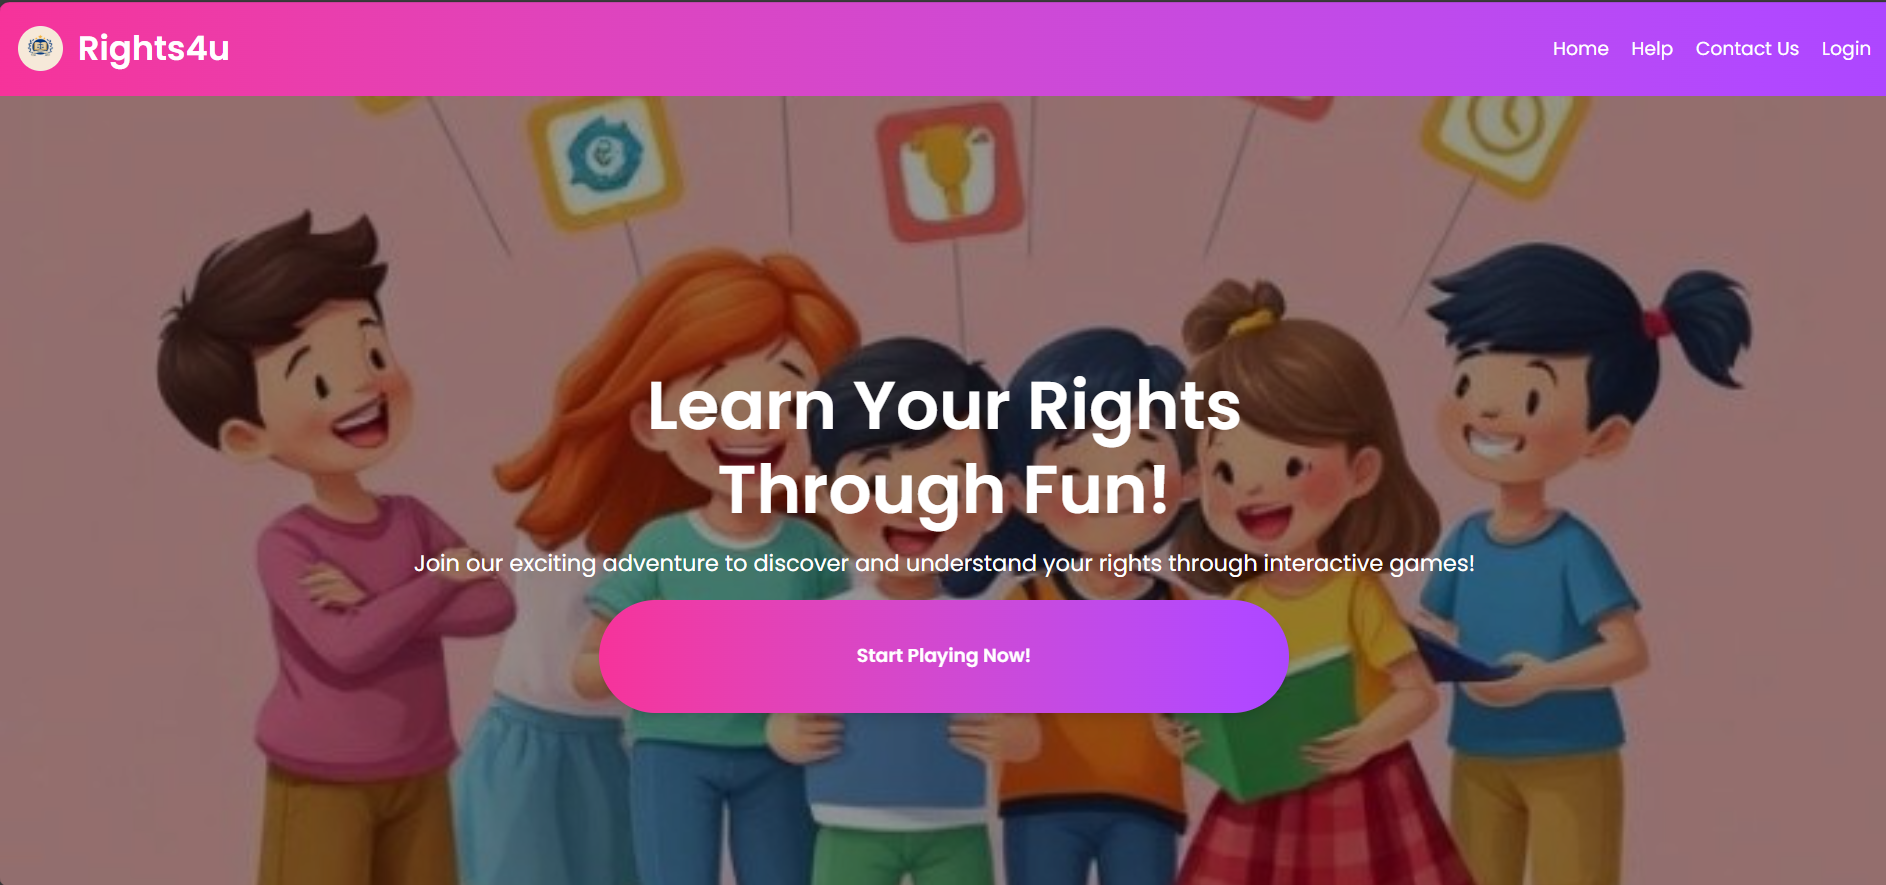 Rights4u
Home Help Contact Us Login
Learn Your Rights
Through Fun!
Join our exciting adventure to discover and understand your rights through interactive games!
Start Playing Now!